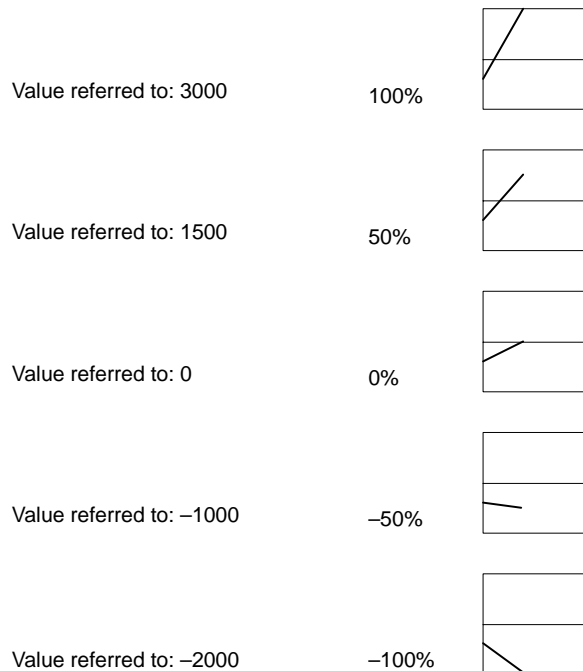 Value referred to: 3000 100%
Value referred to: 1500 50%
Value referred to: 0 0%
Value referred to: –1000 –50%
Value referred to: –2000 –100%